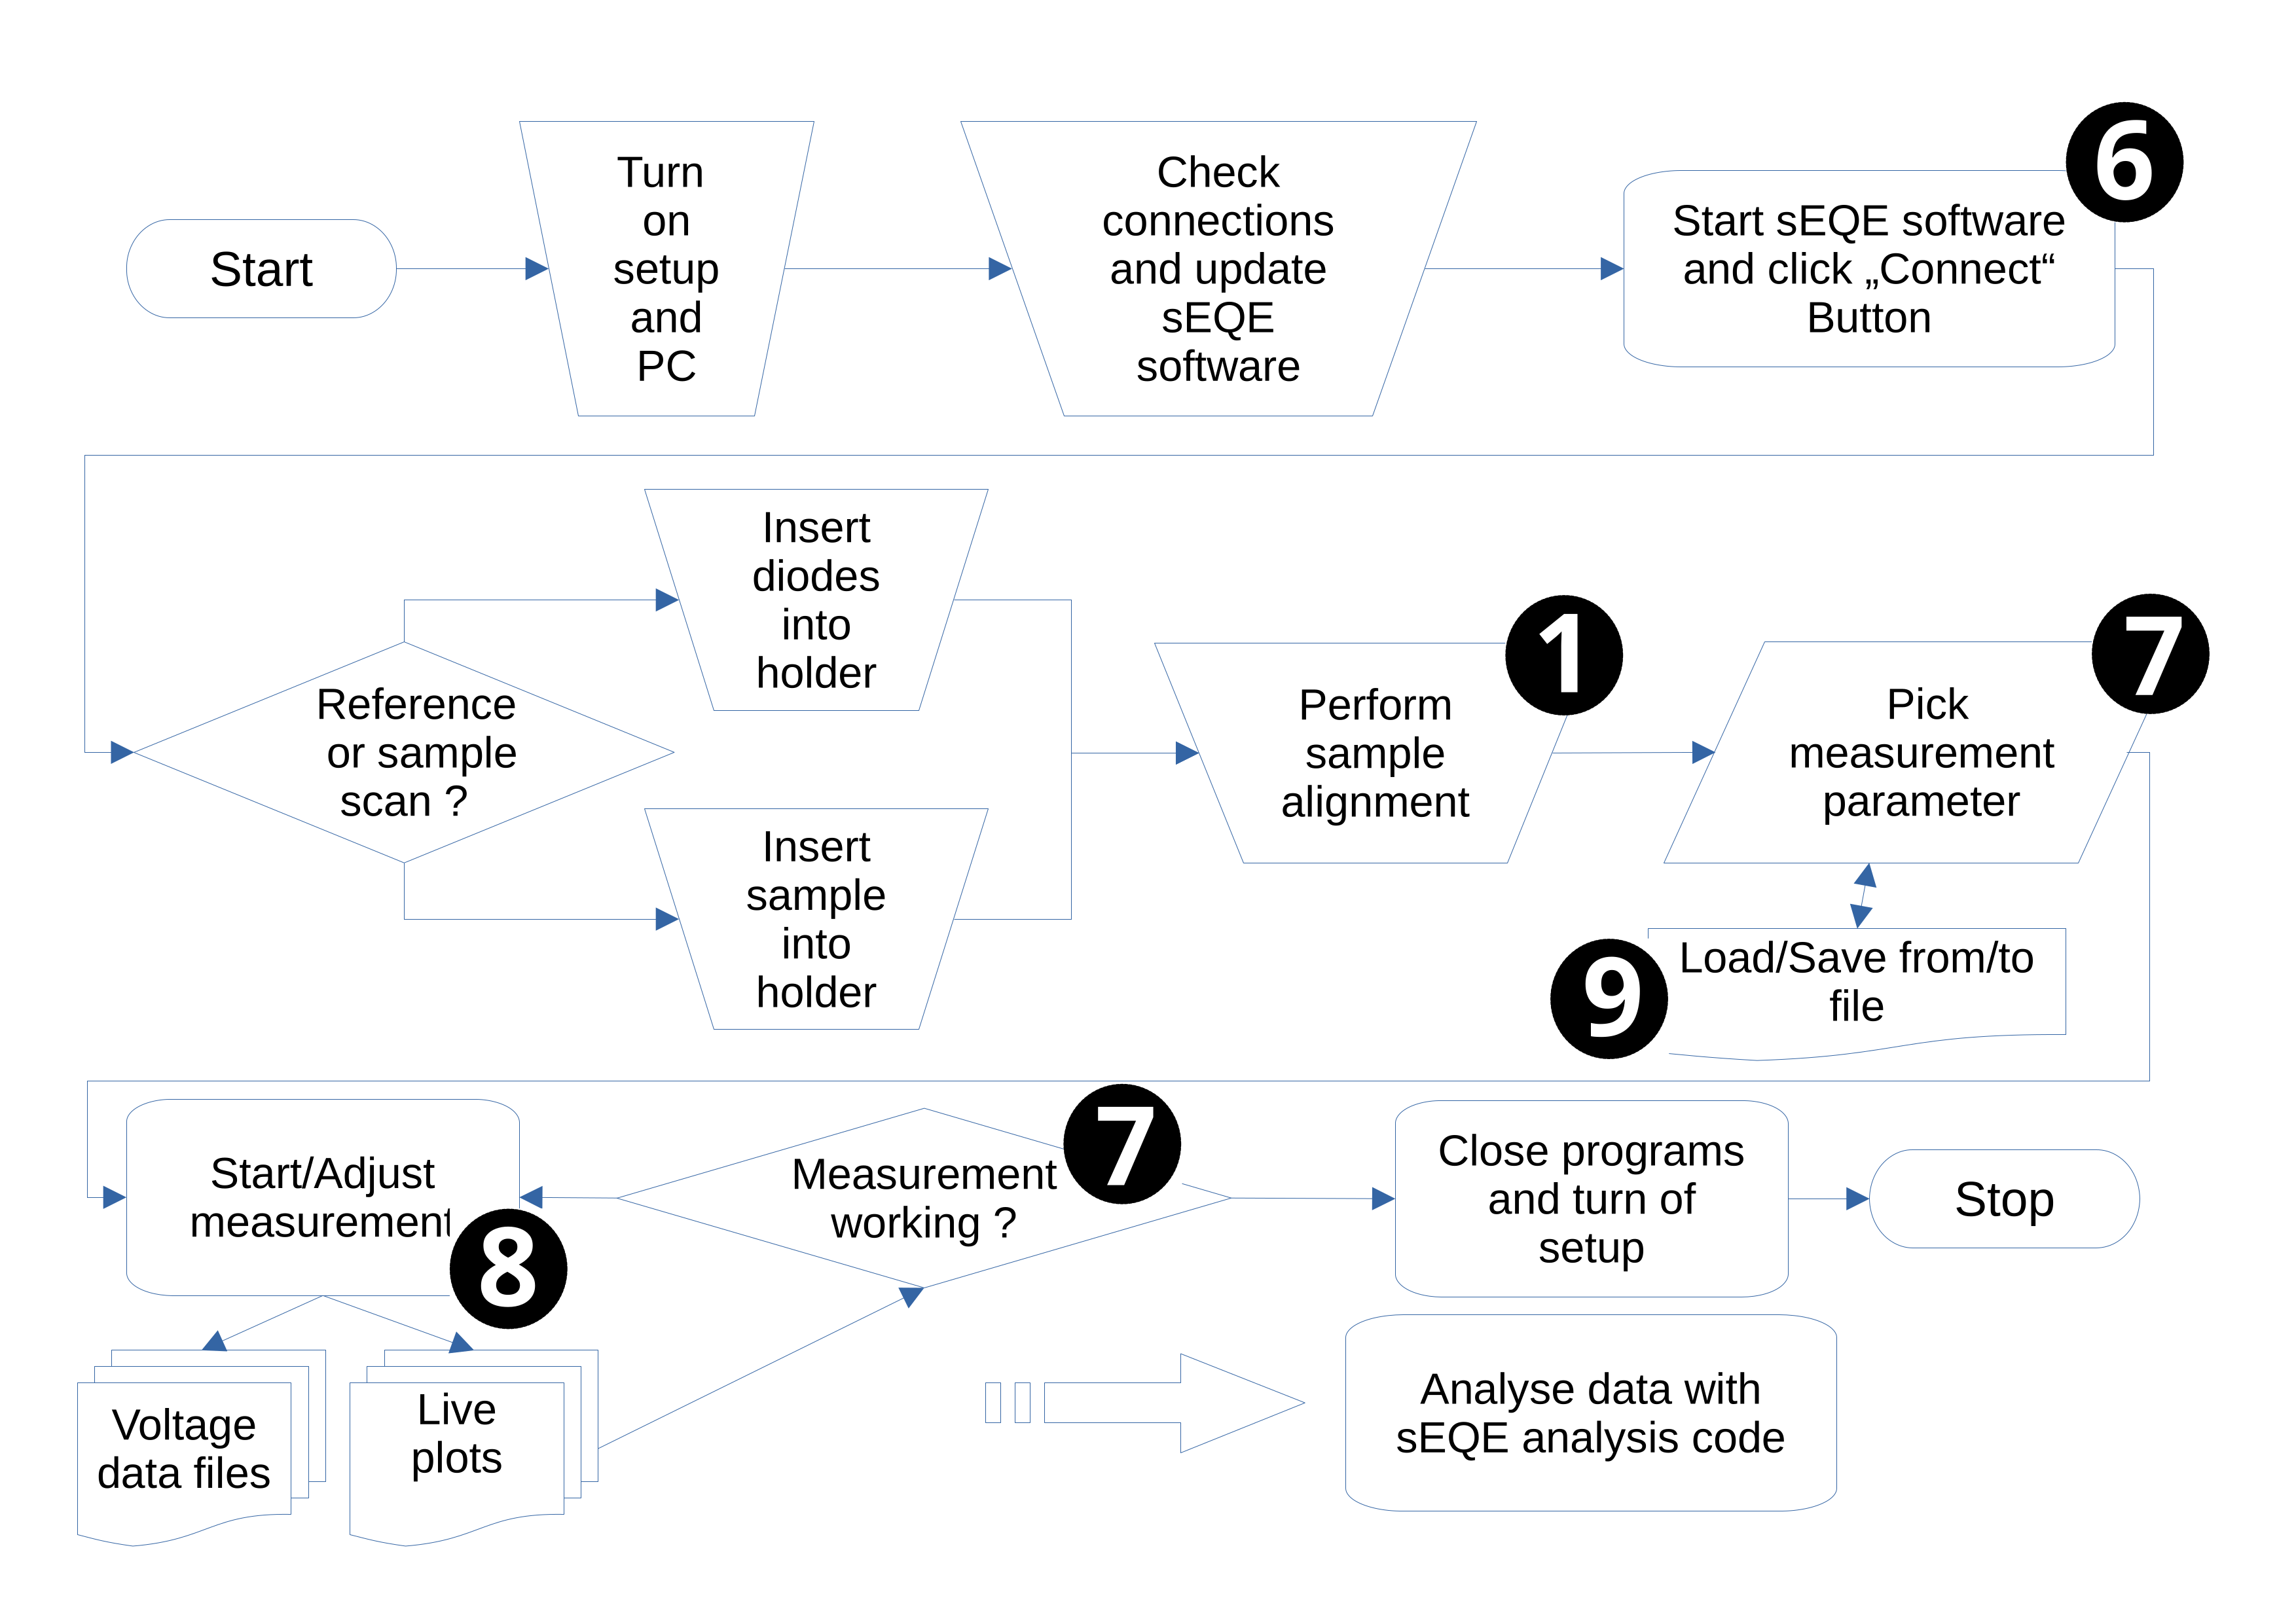 Start
Turn
on
setup
and
PC
Check
connections
and update
sEQE
software
6
Start sEQE software
and click „Connect“
Button
Reference
or sample
scan ?
Insert
diodes
into
holder
Insert
sample
into
holder
1
Perform
sample
alignment
7
Pick
measurement
parameter
9
Load/Save from/to
file
Start/Adjust
measurement
8
7
Measurement
working ?
Close programs
and turn of
setup
Stop
Voltage
data files
Live
plots
Analyse data with
sEQE analysis code